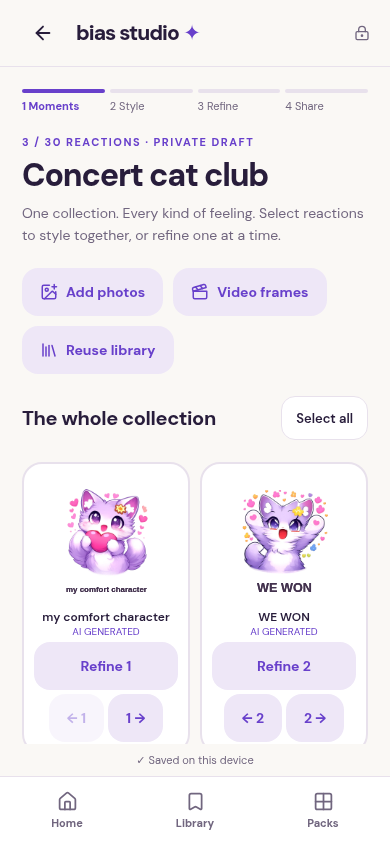 bias studio
1 Moments
2 Style
3 Refine
4 Share
3 / 30 REACTIONS · PRIVATE DRAFT
Concert cat club
One collection. Every kind of feeling. Select reactions
to style together, or refine one at a time.
Add photos
Video frames
Reuse library
The whole collection
Select all
my comfort character
WE WON
my comfort character
WE WON
AI GENERATED
AI GENERATED
Refine 1
Refine 2
← 1
1 →
← 2
2 →
✓ Saved on this device
Home
Library
Packs